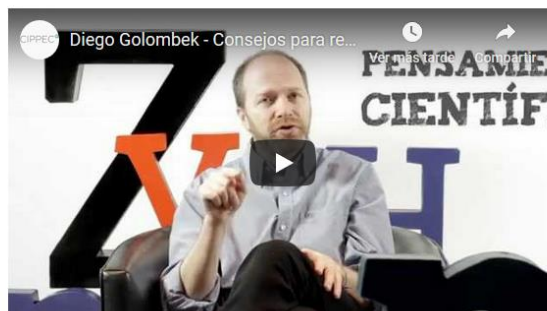 CIPPEC
Diego Golombek - Consejos para re...
Ver más tarde
Compartir
PENSAMIE
CIENTÍF
Z
V
H